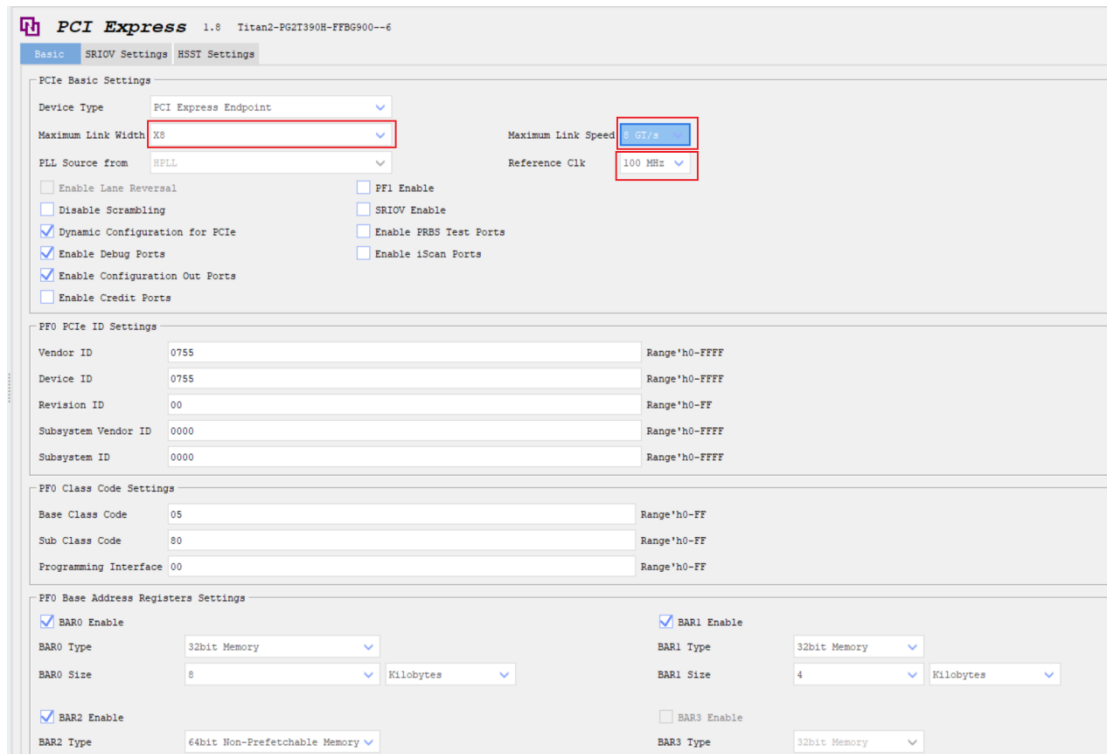 PCI Express 1.8 Titan2-PG2T390H-FFBG900--6
Basic SRIOV Settings HSST Settings
PCIe Basic Settings
Device Type PCI Express Endpoint
Maximum Link Width X8 Maximum Link Speed 8 GT/s
PLL Source from HPLL Reference Clk 100 MHz
Enable Lane Reversal PF1 Enable
Disable Scrambling SRIOV Enable
Dynamic Configuration for PCIe Enable PRBS Test Ports
Enable Debug Ports Enable iScan Ports
Enable Configuration Out Ports
Enable Credit Ports
PF0 PCIe ID Settings
Vendor ID 0755 Range'h0-FFFF
Device ID 0755 Range'h0-FFFF
Revision ID 00 Range'h0-FF
Subsystem Vendor ID 0000 Range'h0-FFFF
Subsystem ID 0000 Range'h0-FFFF
PF0 Class Code Settings
Base Class Code 05 Range'h0-FF
Sub Class Code 80 Range'h0-FF
Programming Interface 00 Range'h0-FF
PF0 Base Address Registers Settings
BAR0 Enable BAR1 Enable
BAR0 Type 32bit Memory BAR1 Type 32bit Memory
BAR0 Size 8 Kilobytes BAR1 Size 4 Kilobytes
BAR2 Enable BAR3 Enable
BAR2 Type 64bit Non-Prefetchable Memory BAR3 Type 32bit Memory